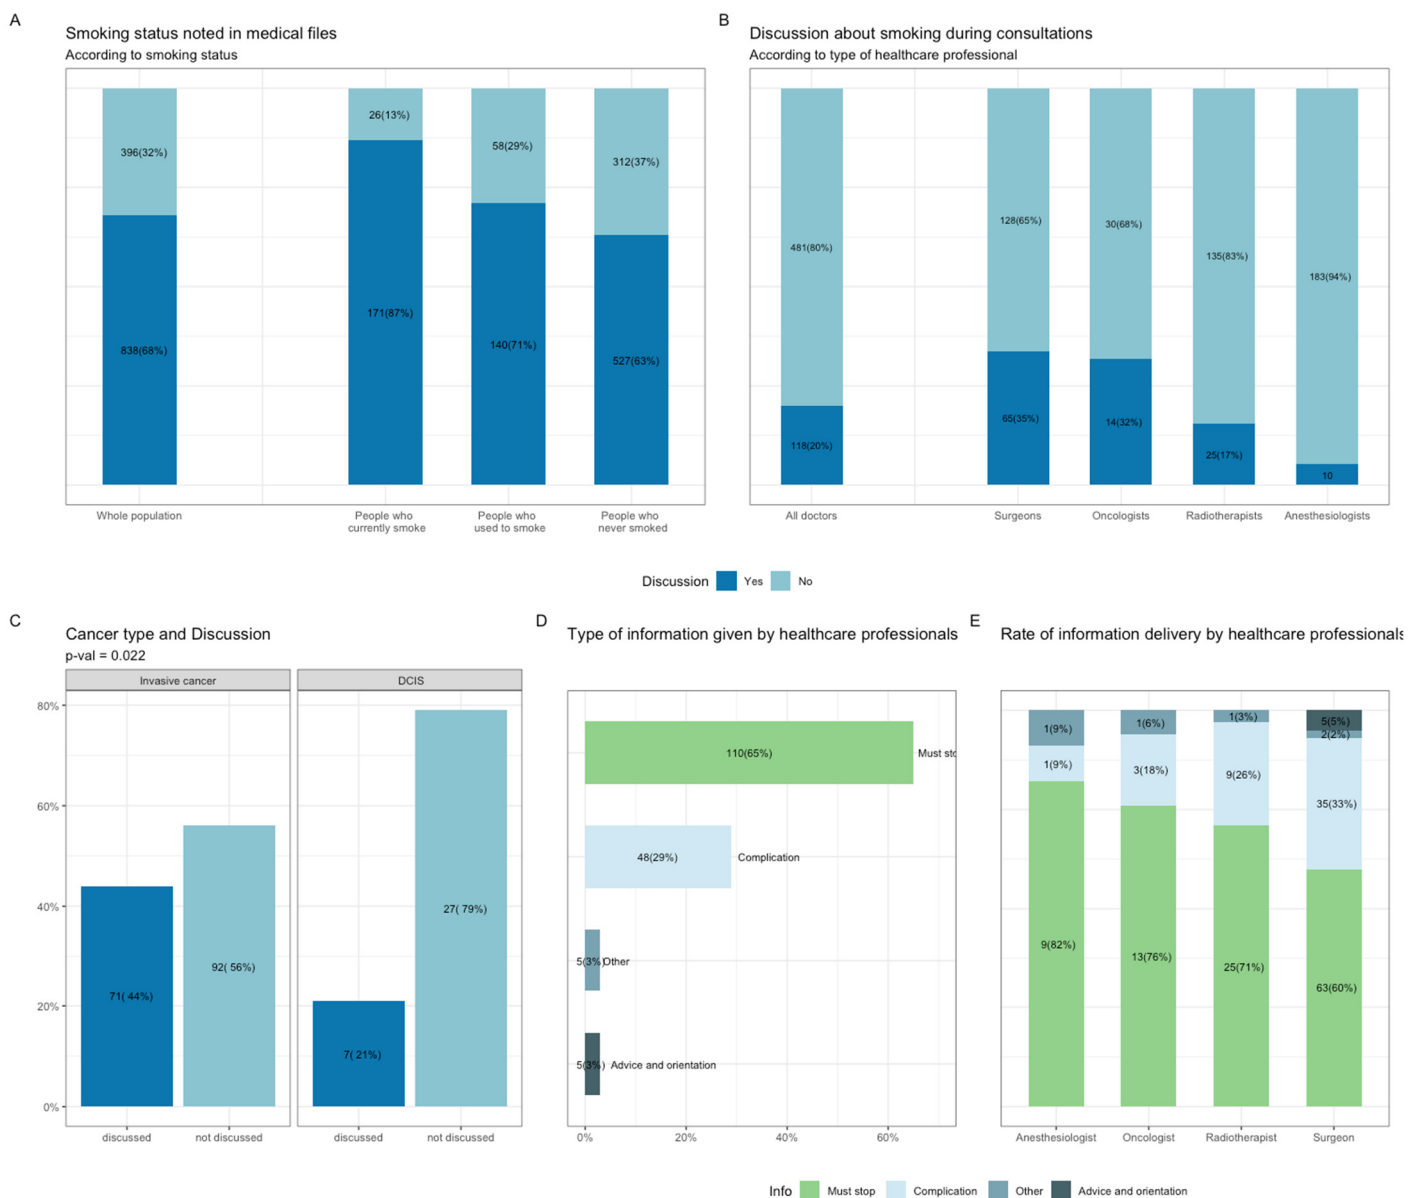 A
Smoking status noted in medical files
According to smoking status
396(32%)
838(68%)
26(13%)
171(87%)
58(29%)
140(71%)
312(37%)
527(63%)
Whole population
People who
currently smoke
People who
used to smoke
People who
never smoked
B
Discussion about smoking during consultations
According to type of healthcare professional
481(80%)
118(20%)
128(65%)
65(35%)
30(68%)
14(32%)
135(83%)
25(17%)
183(94%)
10
All doctors
Surgeons
Oncologists
Radiotherapists
Anesthesiologists
Discussion
Yes
No
C
Cancer type and Discussion
p-val = 0.022
Invasive cancer
DCIS
80%
60%
40%
20%
0%
71( 44%)
92( 56%)
7( 21%)
27( 79%)
discussed
not discussed
discussed
not discussed
D
Type of information given by healthcare professionals
110(65%)
Must sto
48(29%)
Complication
5(3%)
Other
5(3%)
Advice and orientation
0%
20%
40%
60%
E
Rate of information delivery by healthcare professionals
1(9%)
1(9%)
9(82%)
1(6%)
3(18%)
13(76%)
1(3%)
9(26%)
25(71%)
5(5%)
2(2%)
35(33%)
63(60%)
Anesthesiologist
Oncologist
Radiotherapist
Surgeon
Info
Must stop
Complication
Other
Advice and orientation